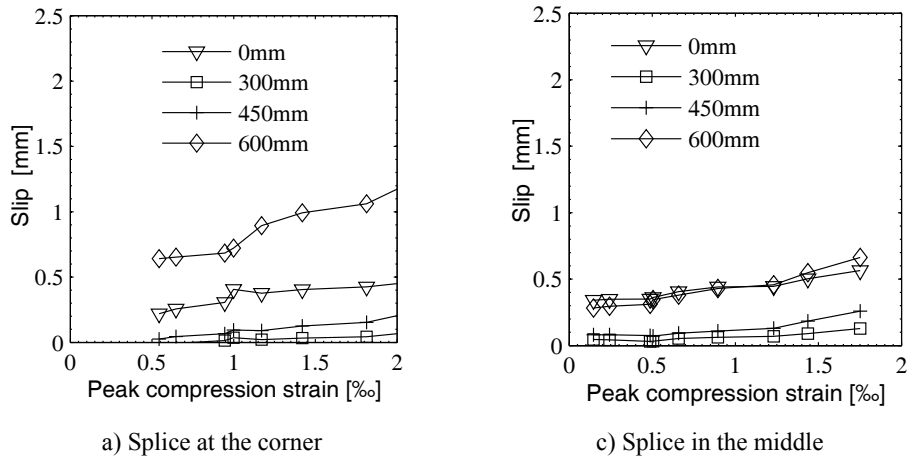 2.5
2
1.5
1
0.5
0
Slip [mm]
0mm
300mm
450mm
600mm
0 0.5 1 1.5 2
Peak compression strain [‰]
a) Splice at the corner
2.5
2
1.5
1
0.5
0
Slip [mm]
0mm
300mm
450mm
600mm
0 0.5 1 1.5 2
Peak compression strain [‰]
c) Splice in the middle